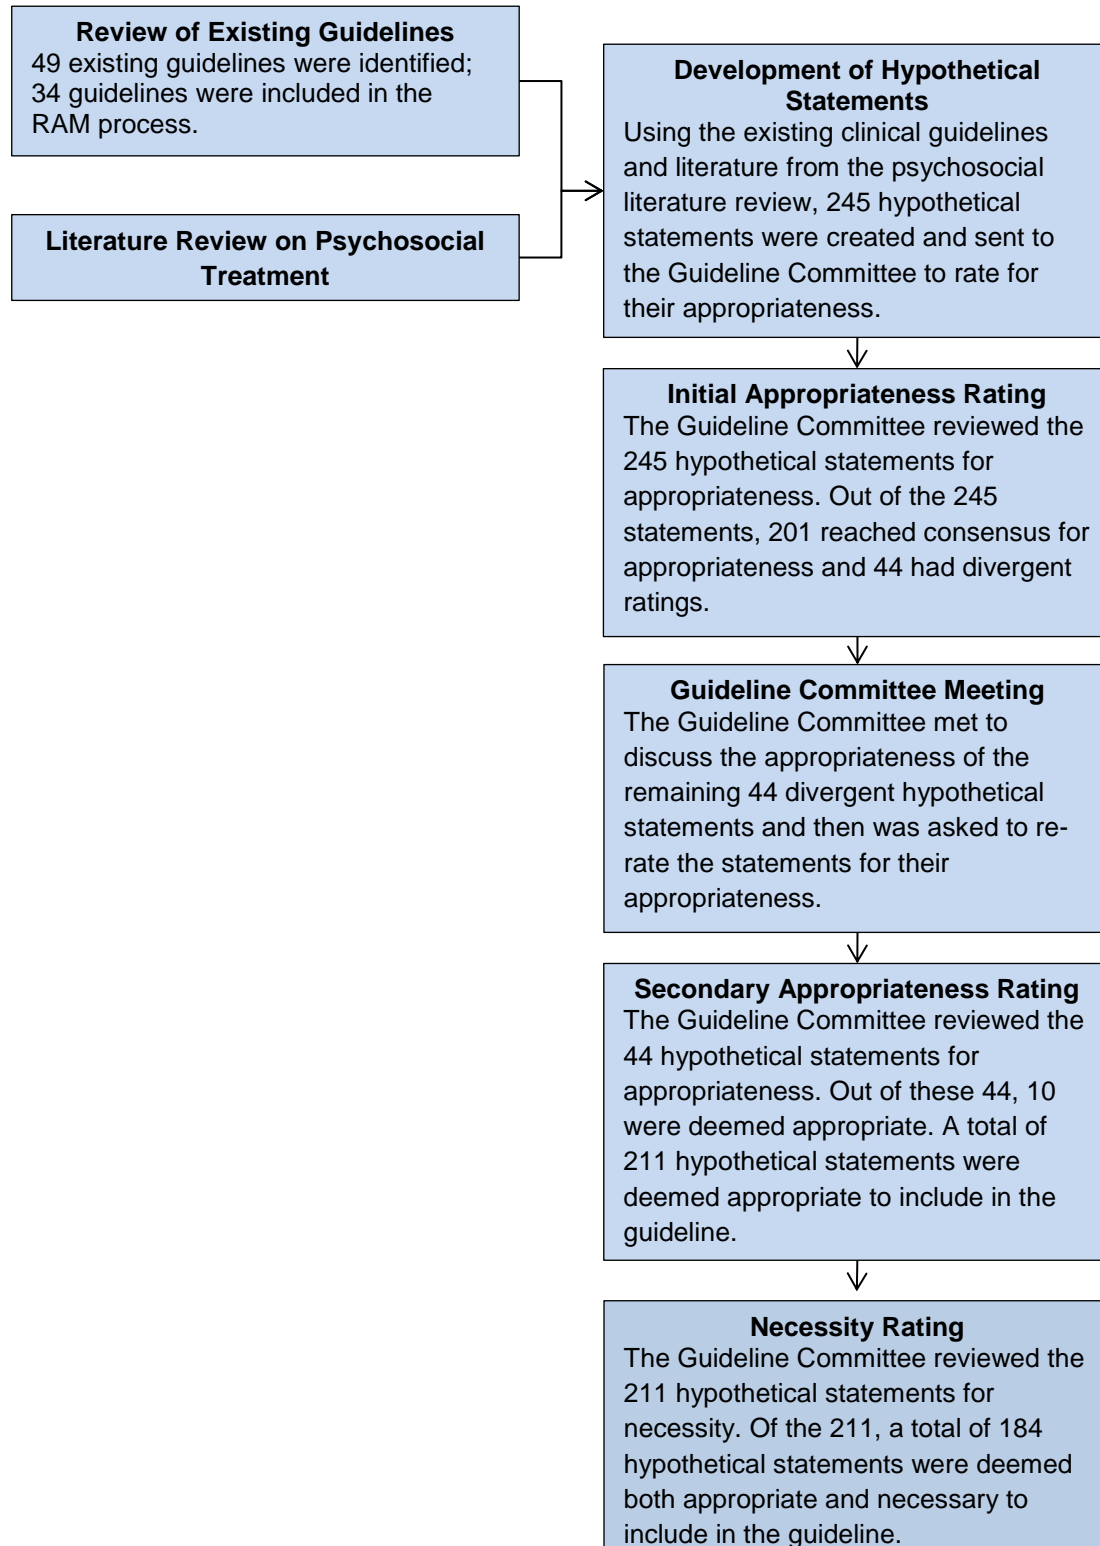 Review of Existing Guidelines
49 existing guidelines were identified;
34 guidelines were included in the
RAM process.
Literature Review on Psychosocial
Treatment
Development of Hypothetical
Statements
Using the existing clinical guidelines
and literature from the psychosocial
literature review, 245 hypothetical
statements were created and sent to
the Guideline Committee to rate for
their appropriateness.
Initial Appropriateness Rating
The Guideline Committee reviewed the
245 hypothetical statements for
appropriateness. Out of the 245
statements, 201 reached consensus for
appropriateness and 44 had divergent
ratings.
Guideline Committee Meeting
The Guideline Committee met to
discuss the appropriateness of the
remaining 44 divergent hypothetical
statements and then was asked to re-
rate the statements for their
appropriateness.
Secondary Appropriateness Rating
The Guideline Committee reviewed the
44 hypothetical statements for
appropriateness. Out of these 44, 10
were deemed appropriate. A total of
211 hypothetical statements were
deemed appropriate to include in the
guideline.
Necessity Rating
The Guideline Committee reviewed the
211 hypothetical statements for
necessity. Of the 211, a total of 184
hypothetical statements were deemed
both appropriate and necessary to
include in the guideline.